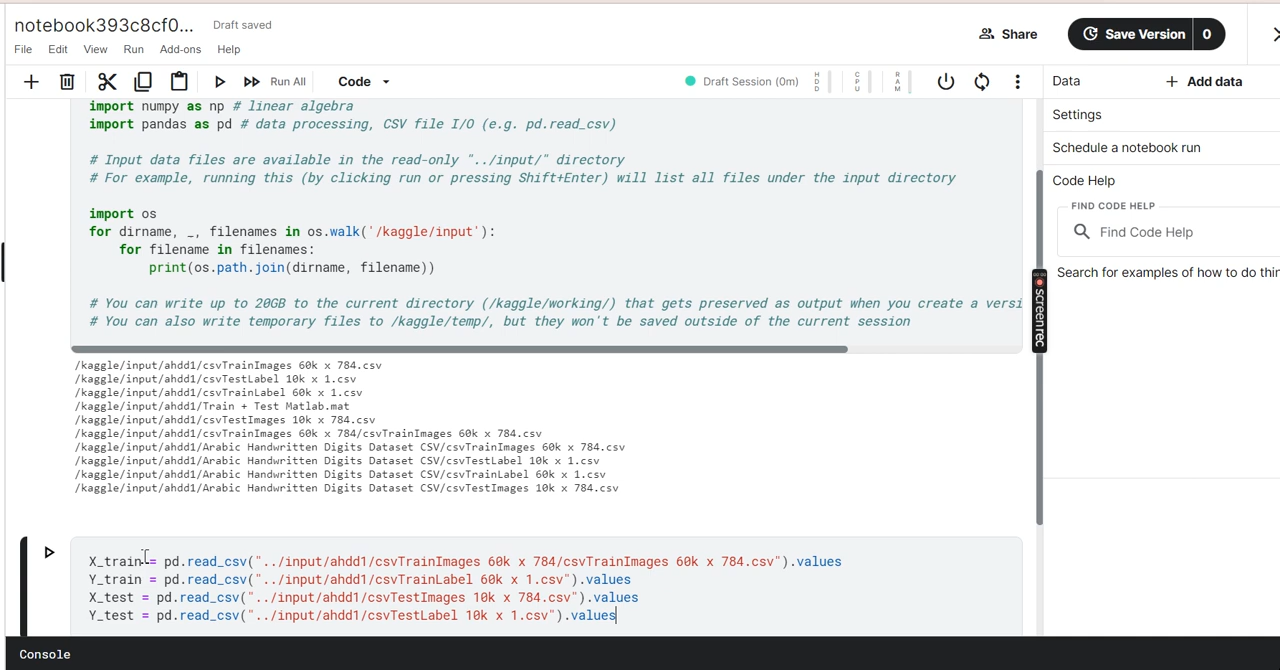 notebook393c8cf0... Draft saved
File Edit View Run Add-ons Help
Share
Save Version 0
Run All
Code
Draft Session (0m)
HDD
CPU
RAM
Data
Add data
import numpy as np # linear algebra
import pandas as pd # data processing, CSV file I/O (e.g. pd.read_csv)
# Input data files are available in the read-only "../input/" directory
# For example, running this (by clicking run or pressing Shift+Enter) will list all files under the input directory
import os
for dirname, _, filenames in os.walk('/kaggle/input'):
    for filename in filenames:
        print(os.path.join(dirname, filename))
# You can write up to 20GB to the current directory (/kaggle/working/) that gets preserved as output when you create a versi
# You can also write temporary files to /kaggle/temp/, but they won't be saved outside of the current session
/kaggle/input/ahdd1/csvTrainImages 60k x 784.csv
/kaggle/input/ahdd1/csvTestLabel 10k x 1.csv
/kaggle/input/ahdd1/csvTrainLabel 60k x 1.csv
/kaggle/input/ahdd1/Train + Test Matlab.mat
/kaggle/input/ahdd1/csvTestImages 10k x 784.csv
/kaggle/input/ahdd1/csvTrainImages 60k x 784/csvTrainImages 60k x 784.csv
/kaggle/input/ahdd1/Arabic Handwritten Digits Dataset CSV/csvTrainImages 60k x 784.csv
/kaggle/input/ahdd1/Arabic Handwritten Digits Dataset CSV/csvTestLabel 10k x 1.csv
/kaggle/input/ahdd1/Arabic Handwritten Digits Dataset CSV/csvTrainLabel 60k x 1.csv
/kaggle/input/ahdd1/Arabic Handwritten Digits Dataset CSV/csvTestImages 10k x 784.csv
X_train = pd.read_csv("../input/ahdd1/csvTrainImages 60k x 784/csvTrainImages 60k x 784.csv").values
Y_train = pd.read_csv("../input/ahdd1/csvTrainLabel 60k x 1.csv").values
X_test = pd.read_csv("../input/ahdd1/csvTestImages 10k x 784.csv").values
Y_test = pd.read_csv("../input/ahdd1/csvTestLabel 10k x 1.csv").values
Settings
Schedule a notebook run
Code Help
FIND CODE HELP
Find Code Help
Search for examples of how to do thin
screenrec
Console